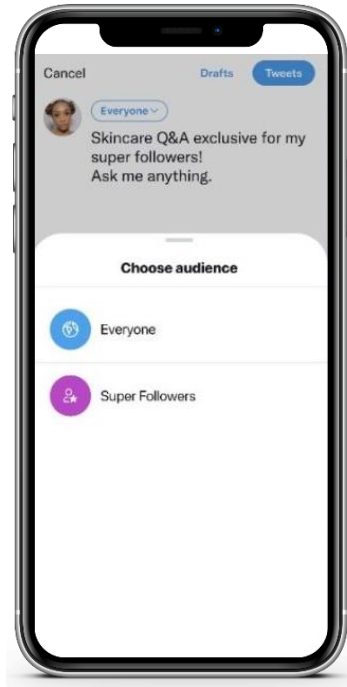 Cancel Drafts Tweets
Everyone
Skincare Q&A exclusive for my
super followers!
Ask me anything.
Choose audience
Everyone
Super Followers